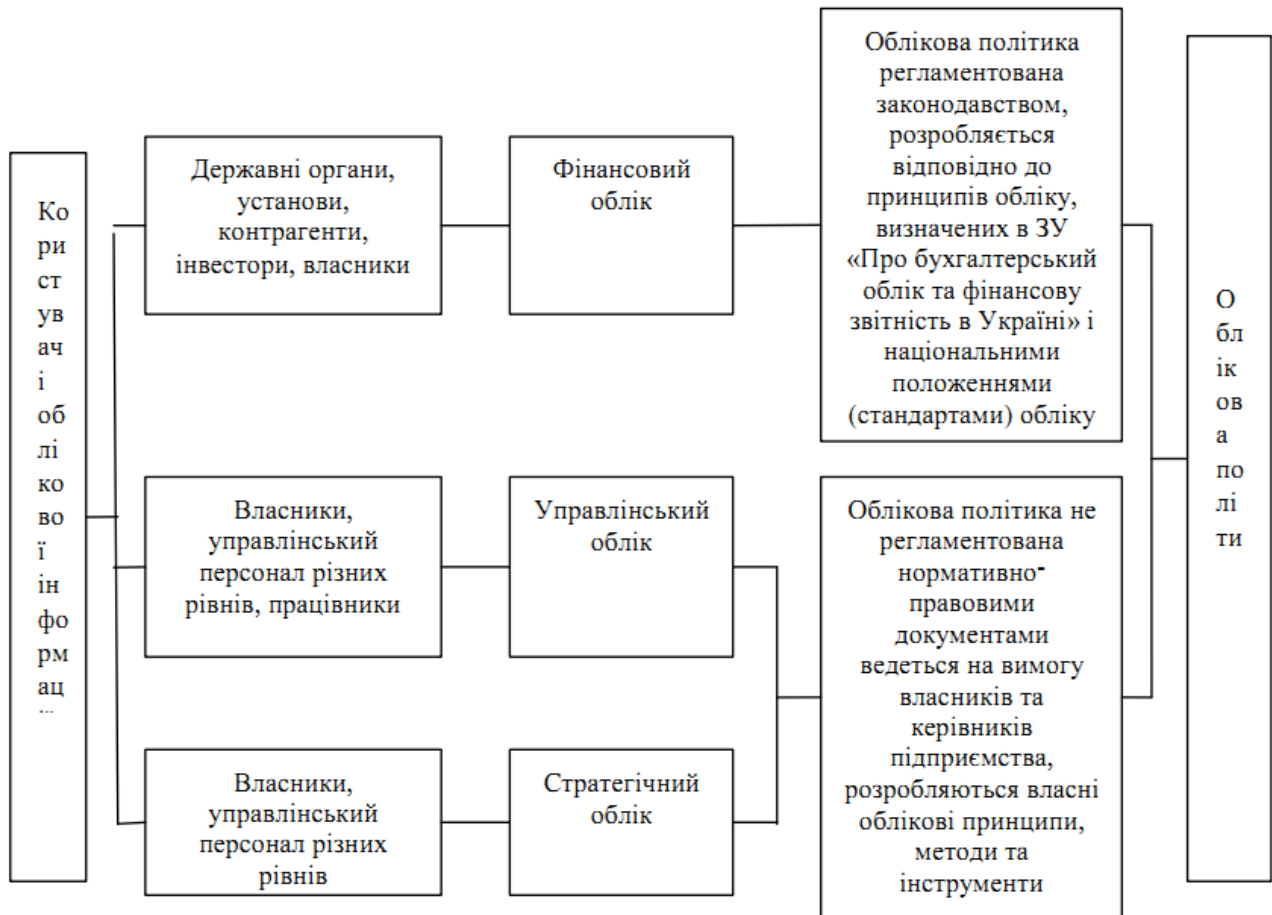 Ко
ри
ст
ув
ач
і
об
лі
ко
во
ї
ін
фо
рм
ац
Державні органи,
установи,
контрагенти,
інвестори, власники
Фінансовий
облік
Облікова політика
регламентована
законодавством,
розробляється
відповідно до
принципів обліку,
визначених в ЗУ
«Про бухгалтерський
облік та фінансову
звітність в Україні» і
національними
положеннями
(стандартами) обліку
Власники,
управлінський
персонал різних
рівнів, працівники
Управлінський
облік
Облікова політика не
регламентована
нормативно-
правовими
документами
ведеться на вимогу
власників та
керівників
підприємства,
розробляються власні
облікові принципи,
методи та
інструменти
Власники,
управлінський
персонал різних
рівнів
Стратегічний
облік
О
бл
ік
ов
а
по
лі
ти